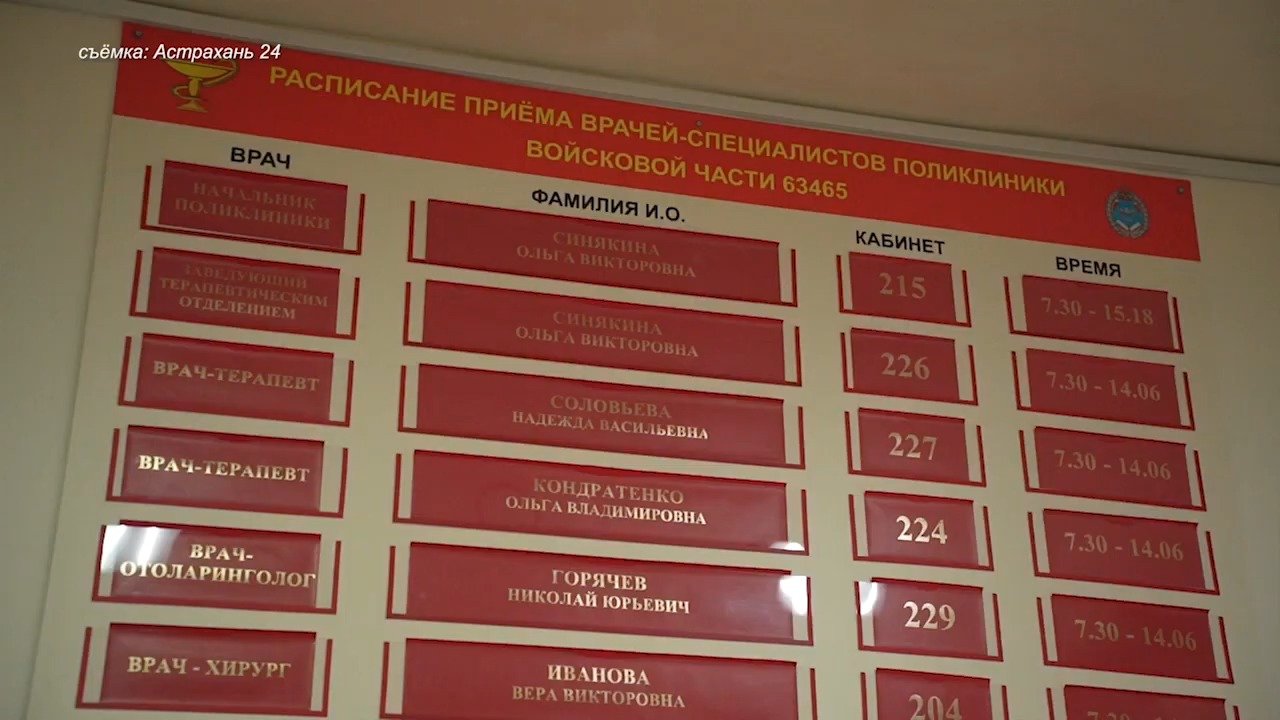 съёмка: Астрахань 24
РАСПИСАНИЕ ПРИЁМА ВРАЧЕЙ-СПЕЦИАЛИСТОВ ПОЛИКЛИНИКИ
ВОЙСКОВОЙ ЧАСТИ 63465
ВРАЧ
ФАМИЛИЯ И.О.
КАБИНЕТ
ВРЕМЯ
НАЧАЛЬНИК
ПОЛИКЛИНИКИ
СИНЯКИНА
ОЛЬГА ВИКТОРОВНА
215
7.30 - 15.18
ЗАВЕДУЮЩИЙ
ТЕРАПЕВТИЧЕСКИМ
ОТДЕЛЕНИЕМ
СИНЯКИНА
ОЛЬГА ВИКТОРОВНА
226
7.30 - 14.06
ВРАЧ-ТЕРАПЕВТ
СОЛОВЬЕВА
НАДЕЖДА ВАСИЛЬЕВНА
227
7.30 - 14.06
ВРАЧ-ТЕРАПЕВТ
КОНДРАТЕНКО
ОЛЬГА ВЛАДИМИРОВНА
224
7.30 - 14.06
ВРАЧ-
ОТОЛАРИНГОЛОГ
ГОРЯЧЕВ
НИКОЛАЙ ЮРЬЕВИЧ
229
7.30 - 14.06
ВРАЧ - ХИРУРГ
ИВАНОВА
ВЕРА ВИКТОРОВНА
204